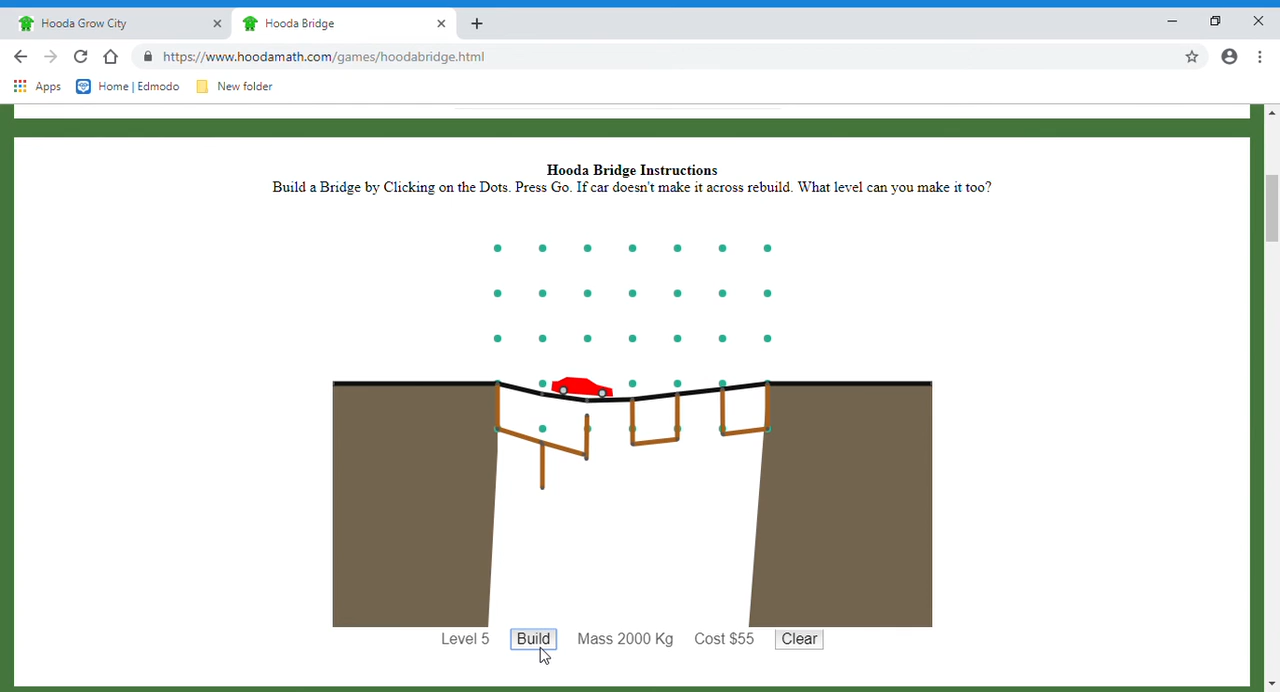 Hooda Grow City
Hooda Bridge
https://www.hoodamath.com/games/hoodabridge.html
Apps
Home | Edmodo
New folder
Hooda Bridge Instructions
Build a Bridge by Clicking on the Dots. Press Go. If car doesn't make it across rebuild. What level can you make it too?
Level 5 Build Mass 2000 Kg Cost $55 Clear